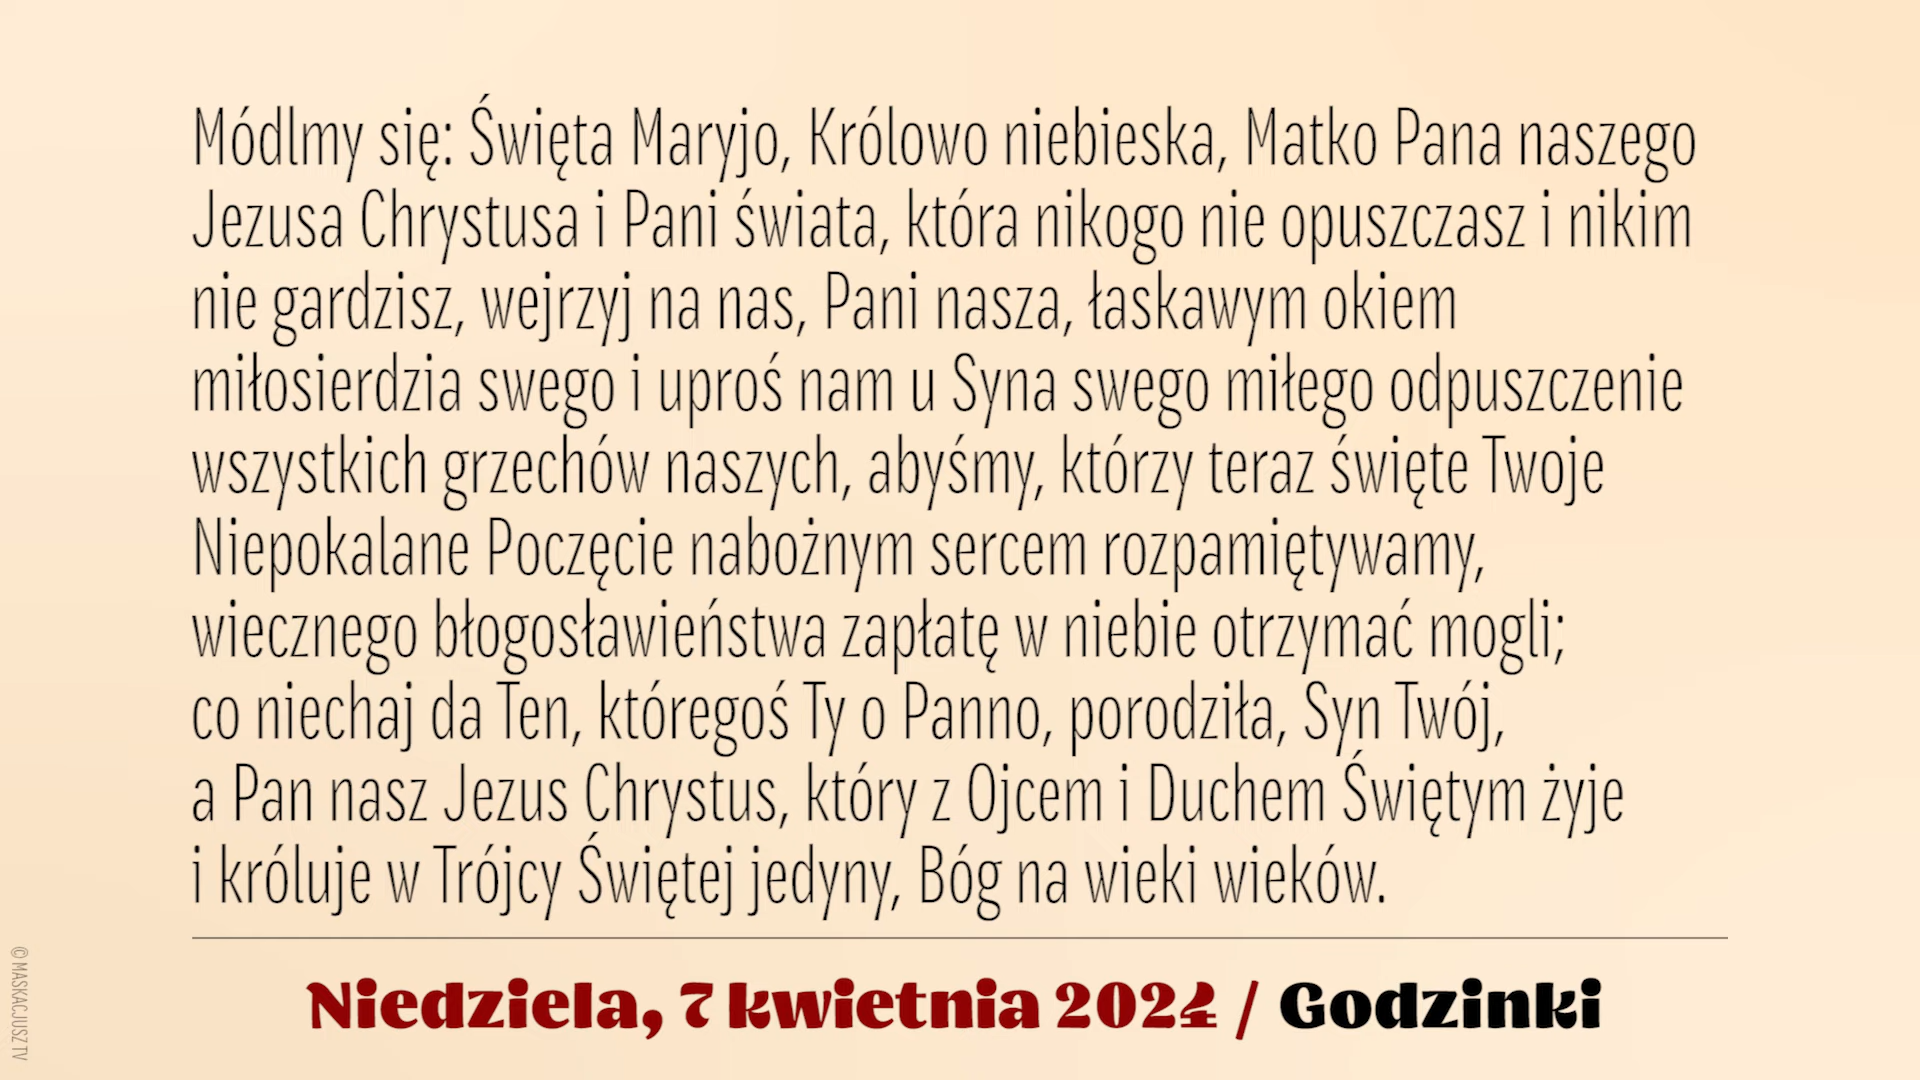 Módlmy się: Święta Maryjo, Królowo niebieska, Matko Pana naszego
Jezusa Chrystusa i Pani świata, która nikogo nie opuszczasz i nikim
nie gardzisz, wejrzyj na nas, Pani nasza, łaskawym okiem
miłosierdzia swego i uproś nam u Syna swego miłego odpuszczenie
wszystkich grzechów naszych, abyśmy, którzy teraz święte Twoje
Niepokalane Poczęcie nabożnym sercem rozpamiętywamy,
wiecznego błogosławieństwa zapłatę w niebie otrzymać mogli;
co niechaj da Ten, któregoś Ty o Panno, porodziła, Syn Twój,
a Pan nasz Jezus Chrystus, który z Ojcem i Duchem Świętym żyje
i króluje w Trójcy Świętej jedyny, Bóg na wieki wieków.
Niedziela, 7 kwietnia 2024 / Godzinki
© MASKACJUSZ TV